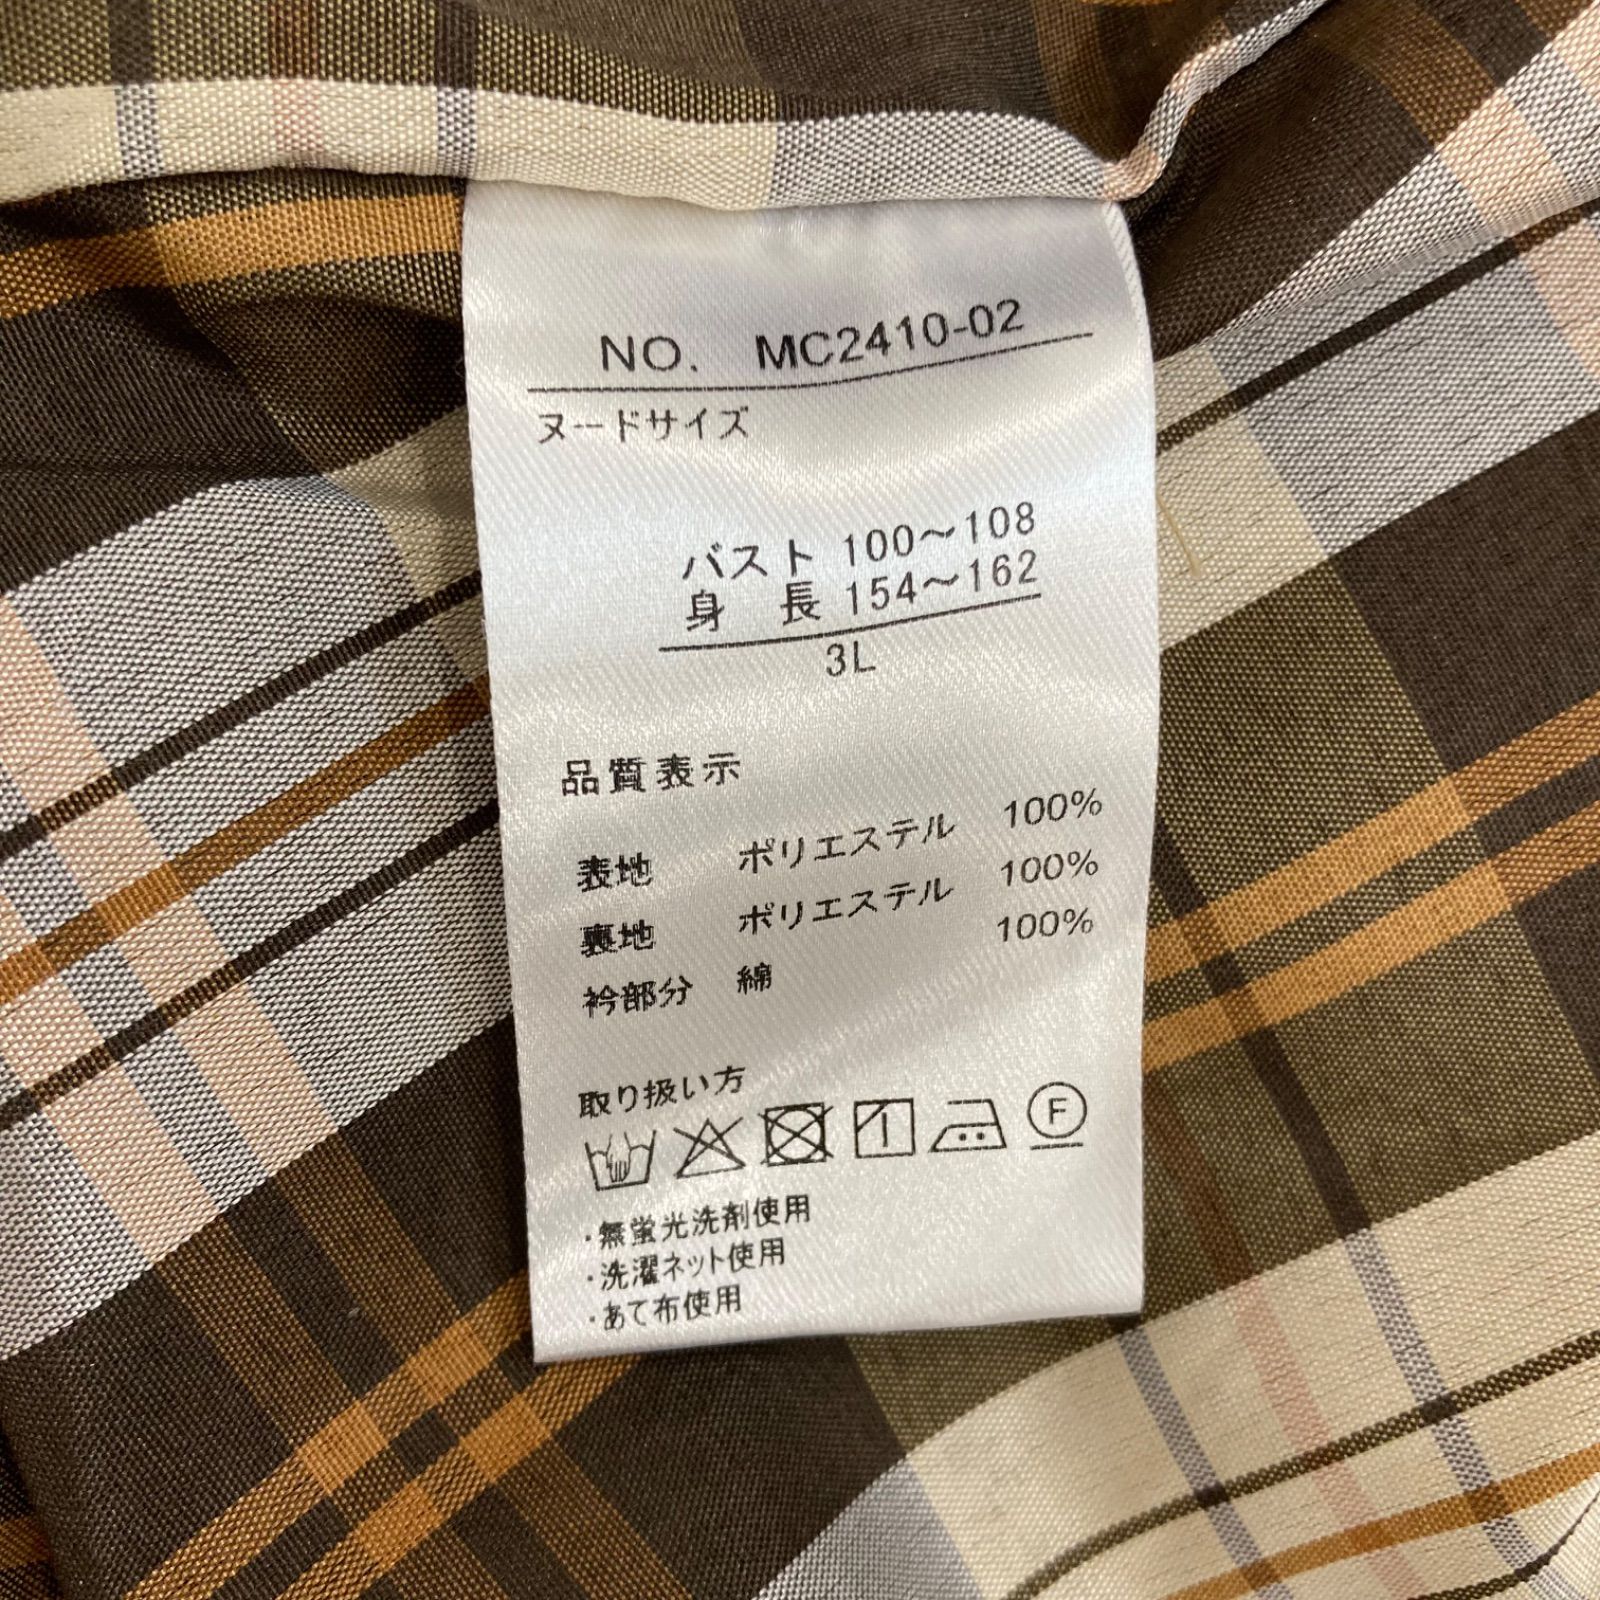 NO. MC2410-02
ヌードサイズ
バスト 100～108
身 長 154～162
3L
品質表示
表地 ポリエステル 100%
裏地 ポリエステル 100%
衿部分 綿 100%
取り扱い方
1 F
・無蛍光洗剤使用
・洗濯ネット使用
・あて布使用